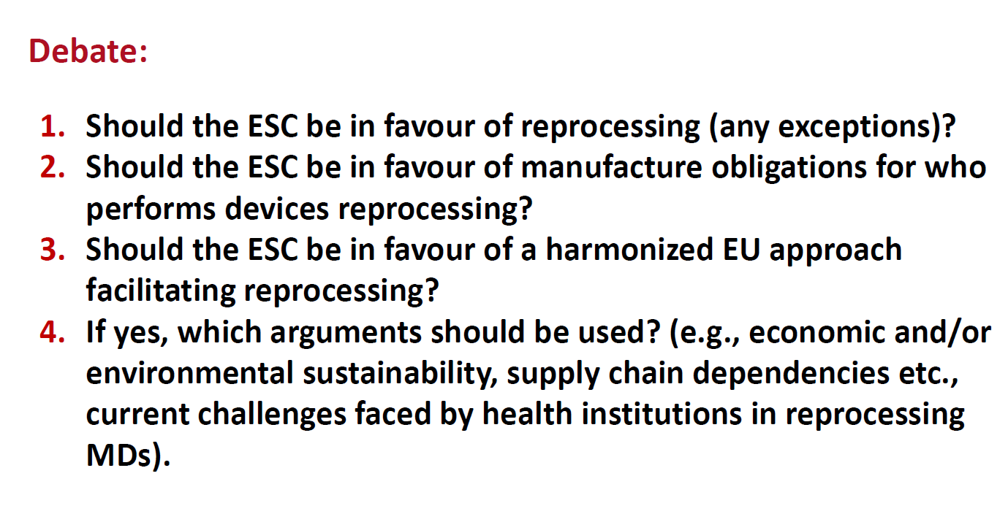 Debate:
1. Should the ESC be in favour of reprocessing (any exceptions)?
2. Should the ESC be in favour of manufacture obligations for who
performs devices reprocessing?
3. Should the ESC be in favour of a harmonized EU approach
facilitating reprocessing?
4. If yes, which arguments should be used? (e.g., economic and/or
environmental sustainability, supply chain dependencies etc.,
current challenges faced by health institutions in reprocessing
MDs).